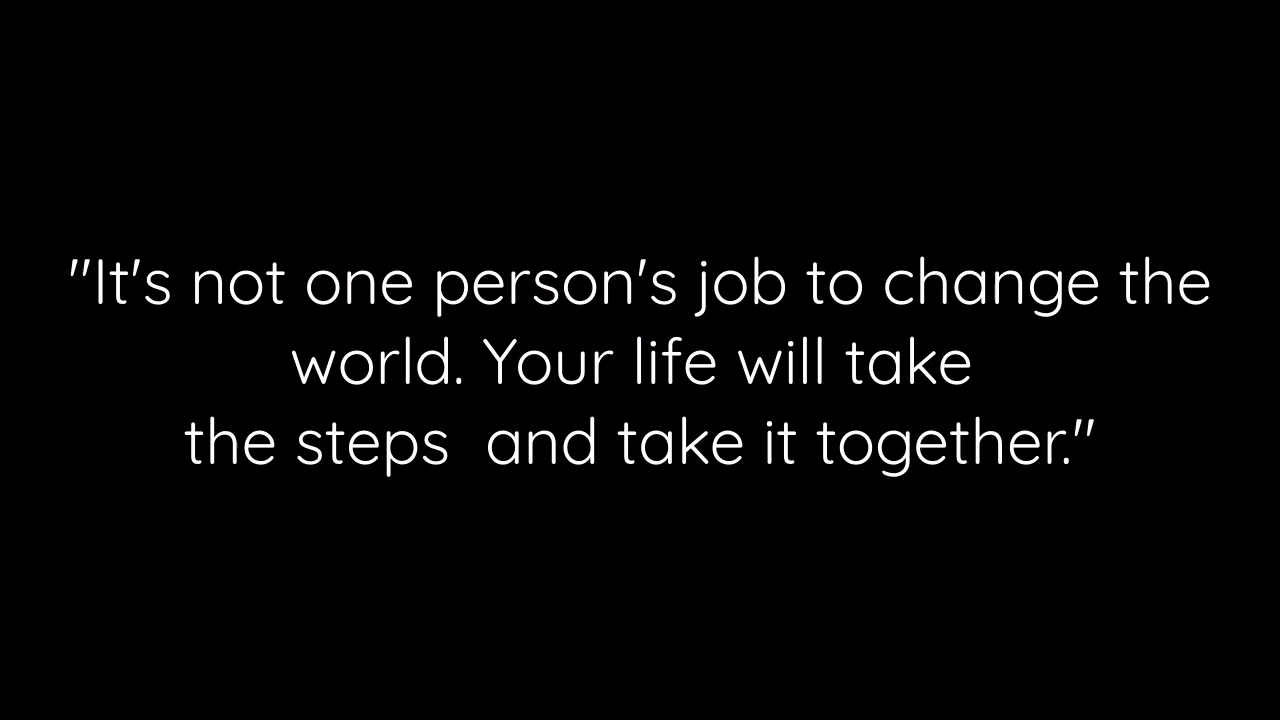 "It's not one person's job to change the
world. Your life will take
the steps  and take it together."